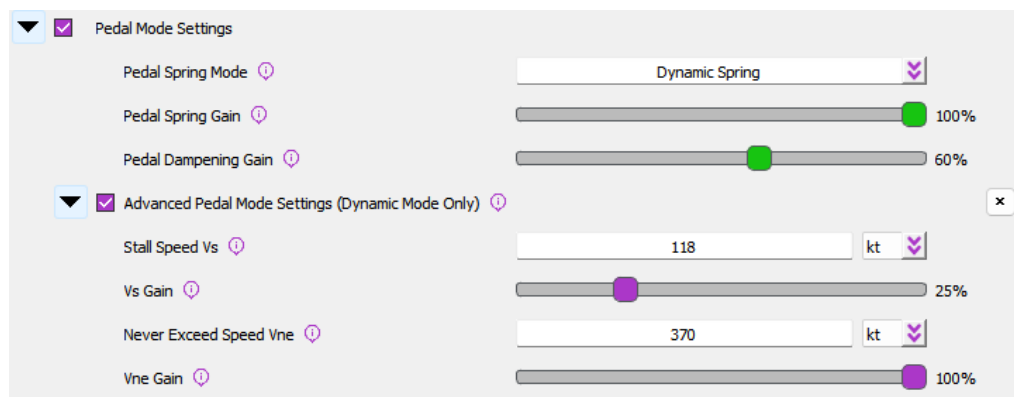 Pedal Mode Settings
Pedal Spring Mode Dynamic Spring
Pedal Spring Gain 100%
Pedal Dampening Gain 60%
Advanced Pedal Mode Settings (Dynamic Mode Only)
Stall Speed Vs 118 kt
Vs Gain 25%
Never Exceed Speed Vne 370 kt
Vne Gain 100%